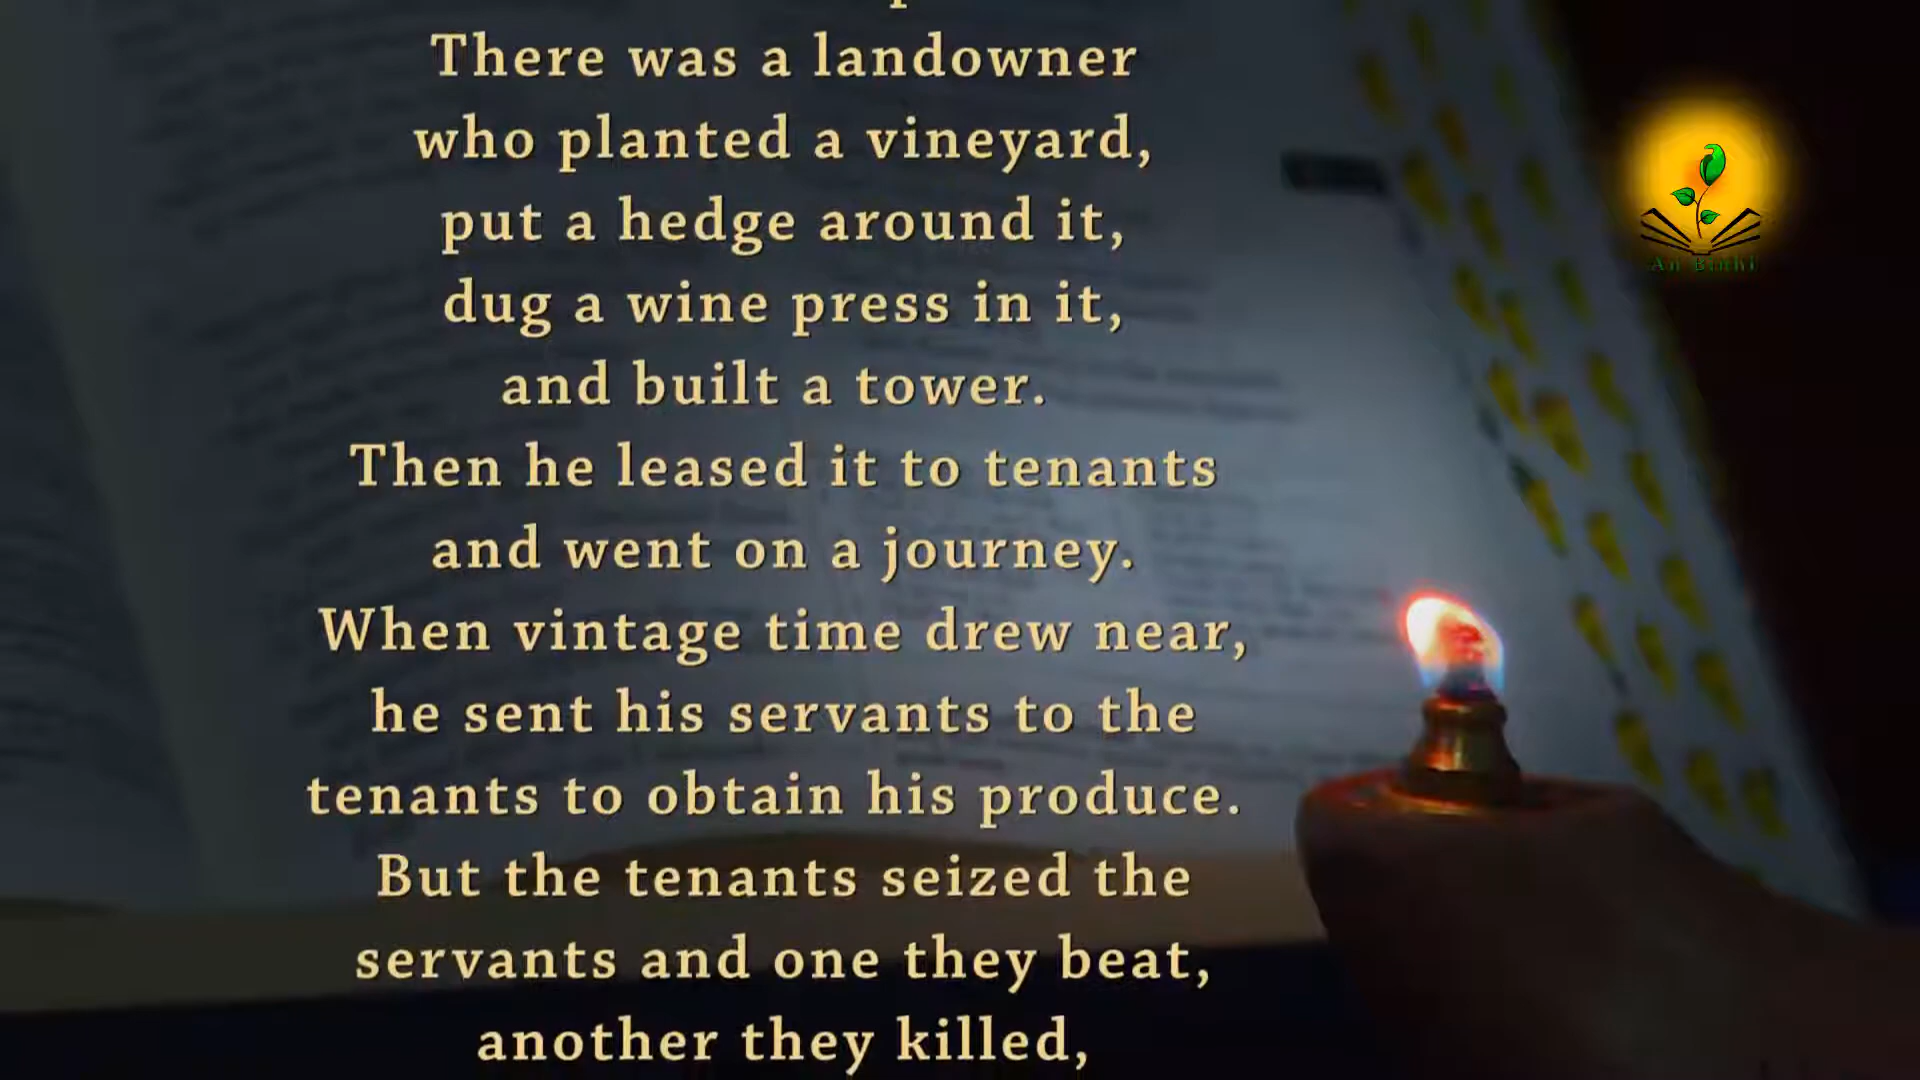 There was a landowner
who planted a vineyard,
put a hedge around it,
dug a wine press in it,
and built a tower.
Then he leased it to tenants
and went on a journey.
When vintage time drew near,
he sent his servants to the
tenants to obtain his produce.
But the tenants seized the
servants and one they beat,
another they killed,
An Binhi